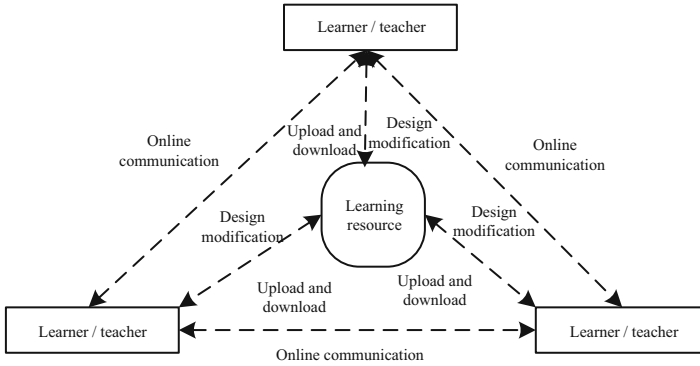 Learner / teacher
Online
communication
Upload and
download
Design
modification
Online
communication
Learning
resource
Design
modification
Design
modification
Upload and
download
Upload and
download
Learner / teacher
Learner / teacher
Online communication